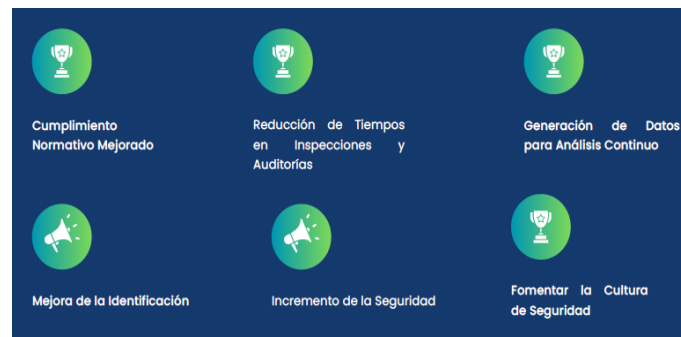 Cumplimiento
Normativo Mejorado
Reducción de Tiempos
en Inspecciones y
Auditorías
Generación de Datos
para Análisis Continuo
Mejora de la Identificación
Incremento de la Seguridad
Fomentar la Cultura
de Seguridad